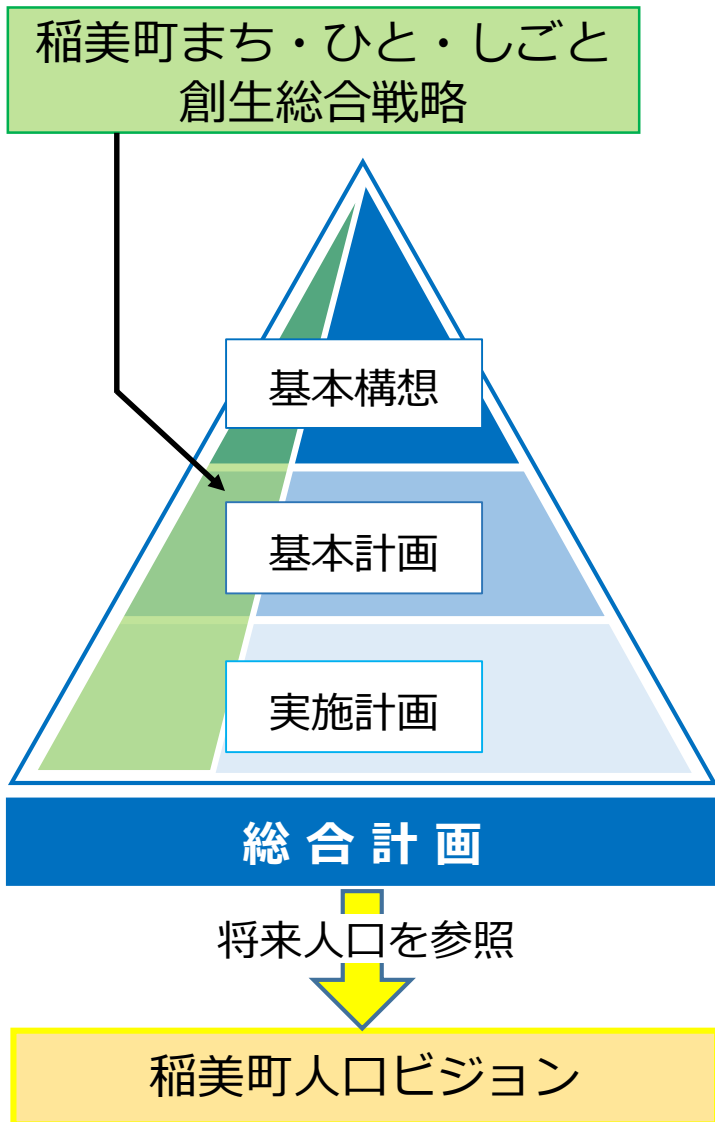 稲美町まち・ひと・しごと
創生総合戦略
基本構想
基本計画
実施計画
総合計画
将来人口を参照
稲美町人口ビジョン